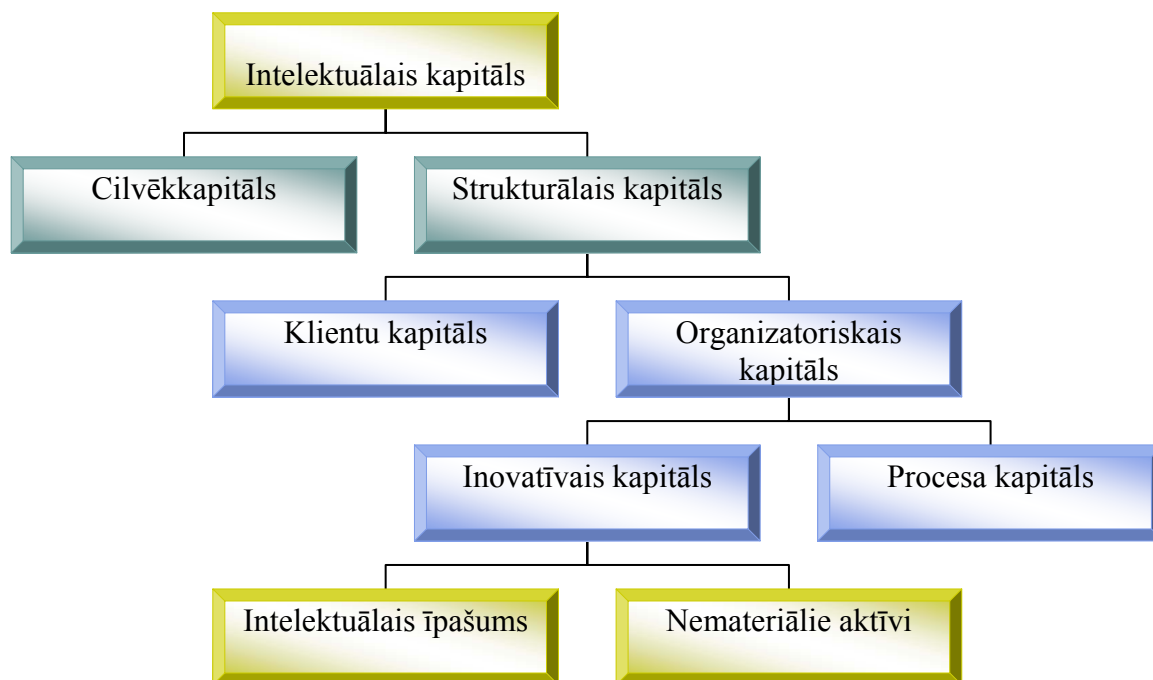 Intelektuālais kapitāls
Cilvēkkapitāls
Strukturālais kapitāls
Klientu kapitāls
Organizatoriskais
kapitāls
Inovatīvais kapitāls
Procesa kapitāls
Intelektuālais īpašums
Nemateriālie aktīvi